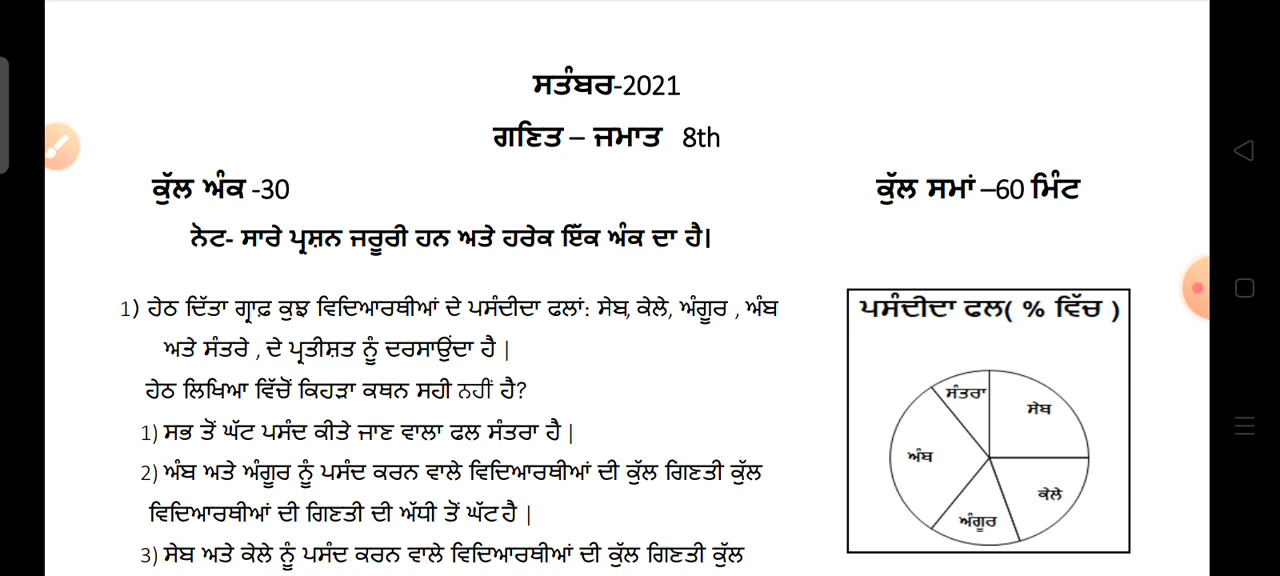 ਸਤੰਬਰ-2021
ਗਣਿਤ – ਜਮਾਤ 8th
ਕੁੱਲ ਅੰਕ -30
ਕੁੱਲ ਸਮਾਂ –60 ਮਿੰਟ
ਨੋਟ- ਸਾਰੇ ਪ੍ਰਸ਼ਨ ਜਰੂਰੀ ਹਨ ਅਤੇ ਹਰੇਕ ਇੱਕ ਅੰਕ ਦਾ ਹੈ।
1) ਹੇਠ ਦਿੱਤਾ ਗ੍ਰਾਫ਼ ਕੁਝ ਵਿਦਿਆਰਥੀਆਂ ਦੇ ਪਸੰਦੀਦਾ ਫਲਾਂ: ਸੇਬ, ਕੇਲੇ, ਅੰਗੂਰ , ਅੰਬ
ਅਤੇ ਸੰਤਰੇ , ਦੇ ਪ੍ਰਤੀਸ਼ਤ ਨੂੰ ਦਰਸਾਉਂਦਾ ਹੈ |
ਹੇਠ ਲਿਖਿਆ ਵਿੱਚੋਂ ਕਿਹੜਾ ਕਥਨ ਸਹੀ ਨਹੀਂ ਹੈ?
1) ਸਭ ਤੋਂ ਘੱਟ ਪਸੰਦ ਕੀਤੇ ਜਾਣ ਵਾਲਾ ਫਲ ਸੰਤਰਾ ਹੈ |
2) ਅੰਬ ਅਤੇ ਅੰਗੂਰ ਨੂੰ ਪਸੰਦ ਕਰਨ ਵਾਲੇ ਵਿਦਿਆਰਥੀਆਂ ਦੀ ਕੁੱਲ ਗਿਣਤੀ ਕੁੱਲ
ਵਿਦਿਆਰਥੀਆਂ ਦੀ ਗਿਣਤੀ ਦੀ ਅੱਧੀ ਤੋਂ ਘੱਟ ਹੈ |
3) ਸੇਬ ਅਤੇ ਕੇਲੇ ਨੂੰ ਪਸੰਦ ਕਰਨ ਵਾਲੇ ਵਿਦਿਆਰਥੀਆਂ ਦੀ ਕੁੱਲ ਗਿਣਤੀ ਕੁੱਲ
ਪਸੰਦੀਦਾ ਫਲ( % ਵਿੱਚ )
ਸੰਤਰਾ
ਸੇਬ
ਅੰਬ
ਕੇਲੇ
ਅੰਗੂਰ